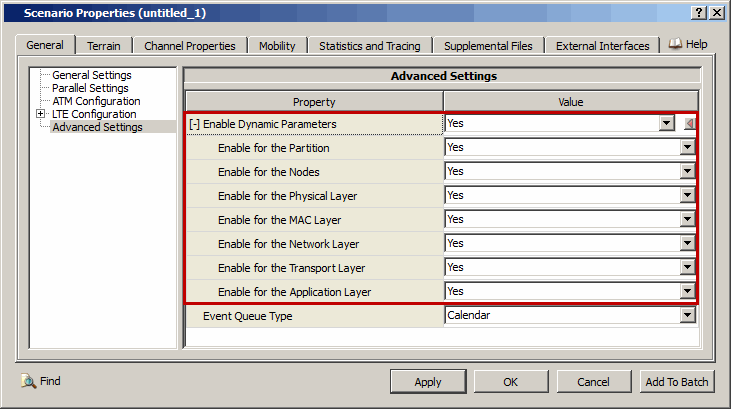 Scenario Properties (untitled_1)
General Terrain Channel Properties Mobility Statistics and Tracing Supplemental Files External Interfaces Help
General Settings
Parallel Settings
ATM Configuration
LTE Configuration
Advanced Settings
Advanced Settings
Property Value
[-] Enable Dynamic Parameters Yes
Enable for the Partition Yes
Enable for the Nodes Yes
Enable for the Physical Layer Yes
Enable for the MAC Layer Yes
Enable for the Network Layer Yes
Enable for the Transport Layer Yes
Enable for the Application Layer Yes
Event Queue Type Calendar
Find Apply OK Cancel Add To Batch